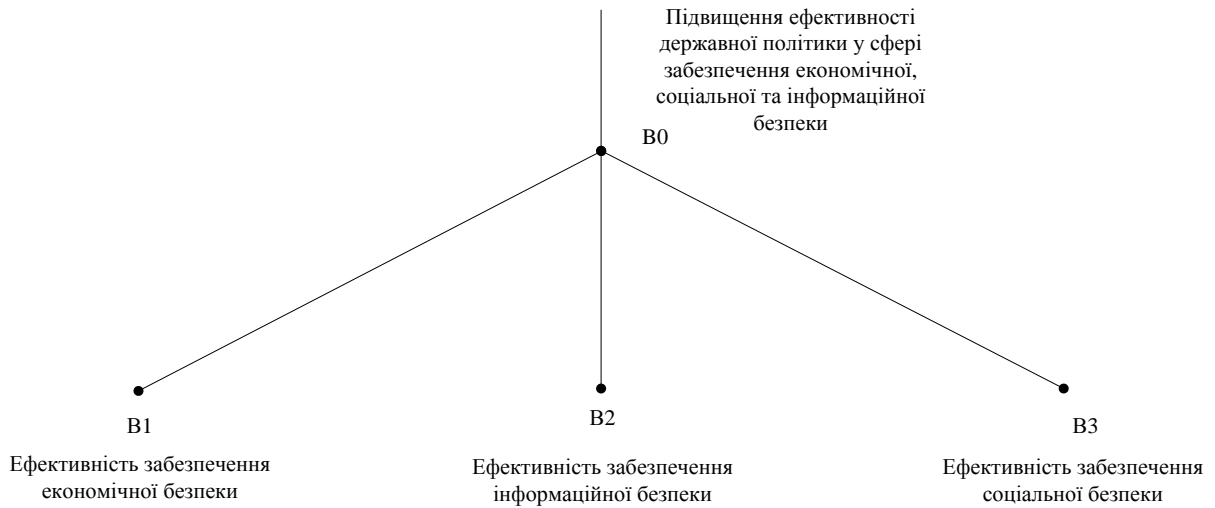 Підвищення ефективності
державної політики у сфері
забезпечення економічної,
соціальної та інформаційної
безпеки
B0
B1
Ефективність забезпечення
економічної безпеки
B2
Ефективність забезпечення
інформаційної безпеки
B3
Ефективність забезпечення
соціальної безпеки